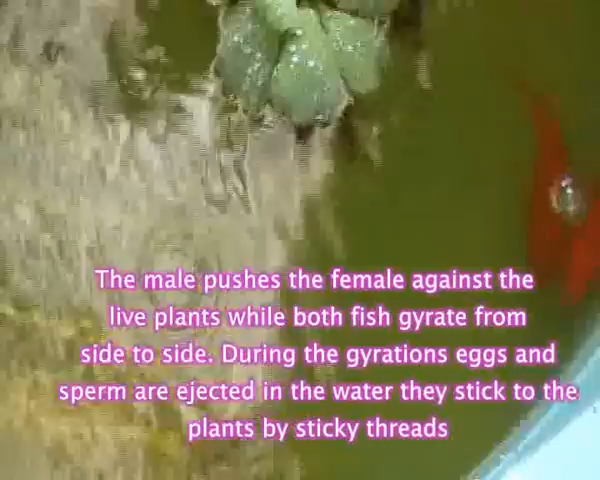 The male pushes the female against the
live plants while both fish gyrate from
side to side. During the gyrations eggs and
sperm are ejected in the water they stick to the
plants by sticky threads